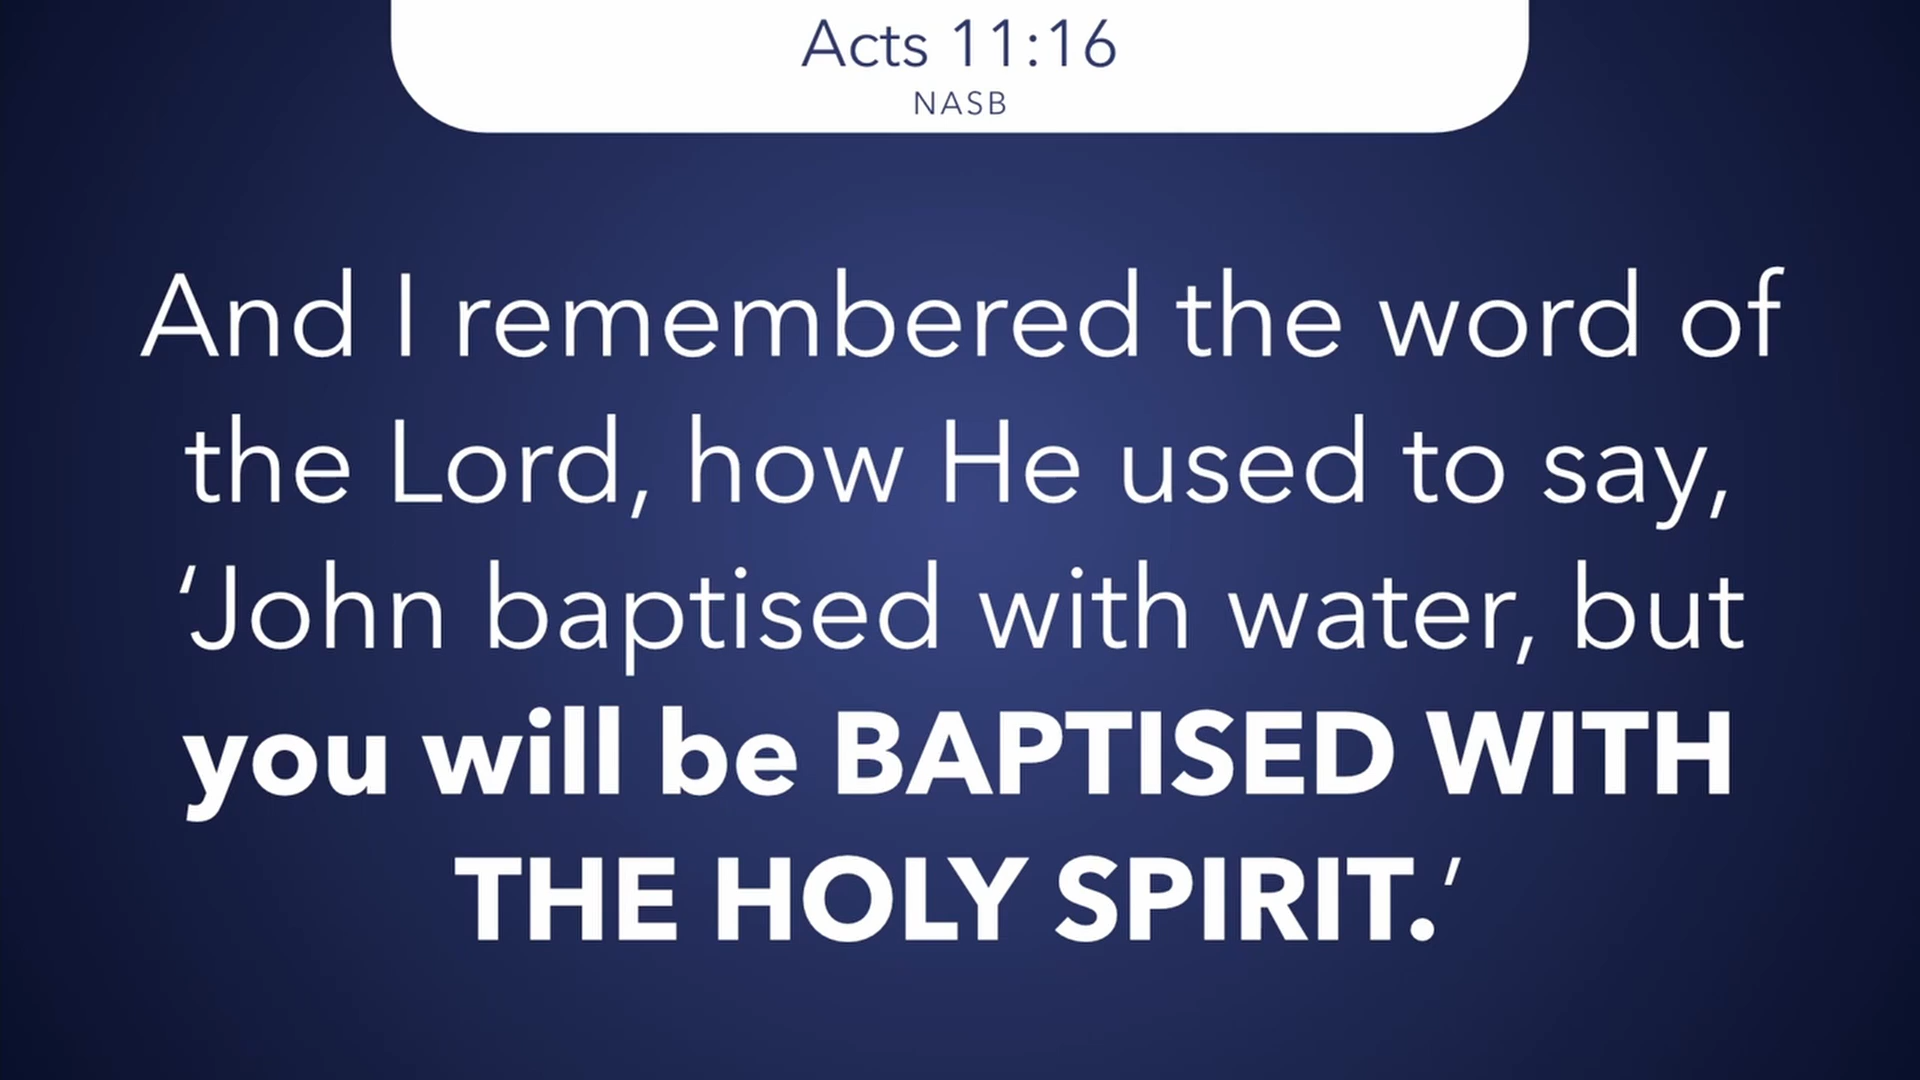 Acts 11:16
NASB
And I remembered the word of
the Lord, how He used to say,
‘John baptised with water, but
you will be BAPTISED WITH
THE HOLY SPIRIT.’